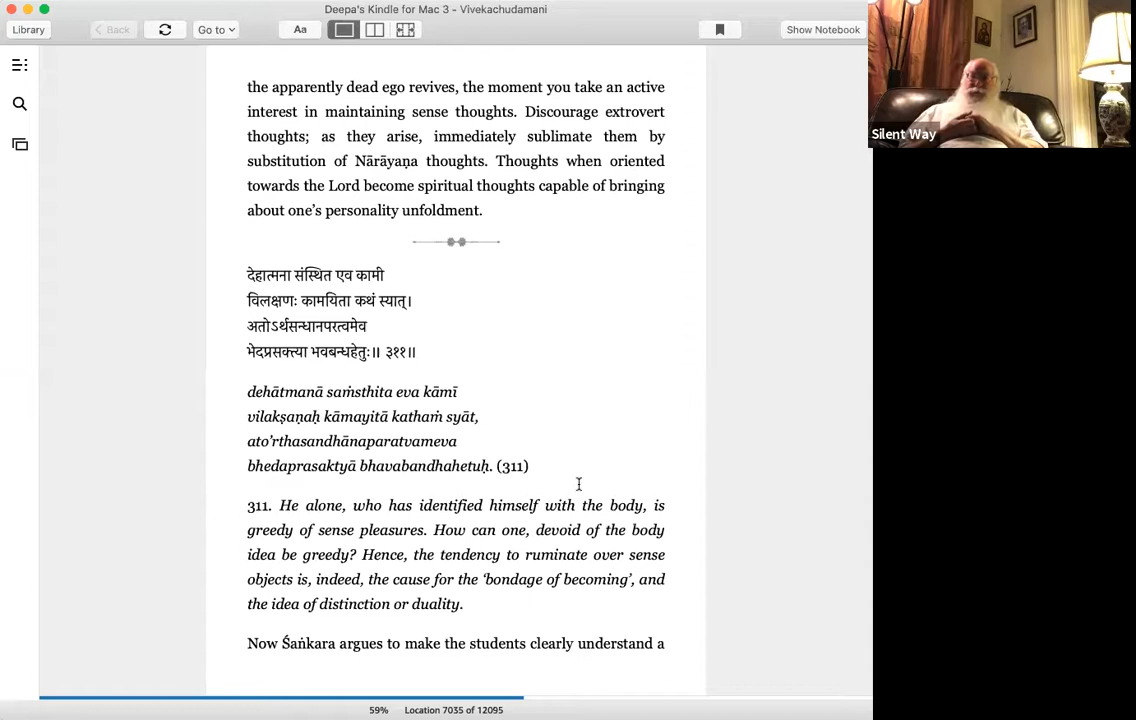 Deepa's Kindle for Mac 3 - Vivekachudamani
Library
Back
Go to
Aa
Show Notebook
the apparently dead ego revives, the moment you take an active
interest in maintaining sense thoughts. Discourage extrovert
thoughts; as they arise, immediately sublimate them by
substitution of Nārāyaṇa thoughts. Thoughts when oriented
towards the Lord become spiritual thoughts capable of bringing
about one's personality unfoldment.
देहात्मना संस्थित एव कामी
विलक्षणः कामयिता कथं स्यात्।
अतोऽर्थसन्धानपरत्वमेव
भेदप्रसक्त्या भवबन्धहेतुः॥ ३११॥
dehātmanā saṁsthita eva kāmī
vilakṣaṇaḥ kāmayitā kathaṁ syāt,
ato'rthasandhānaparatvameva
bhedaprasaktyā bhavabandhahetuḥ. (311)
311. He alone, who has identified himself with the body, is
greedy of sense pleasures. How can one, devoid of the body
idea be greedy? Hence, the tendency to ruminate over sense
objects is, indeed, the cause for the ‘bondage of becoming’, and
the idea of distinction or duality.
Now Śaṅkara argues to make the students clearly understand a
59% Location 7035 of 12095
Silent Way